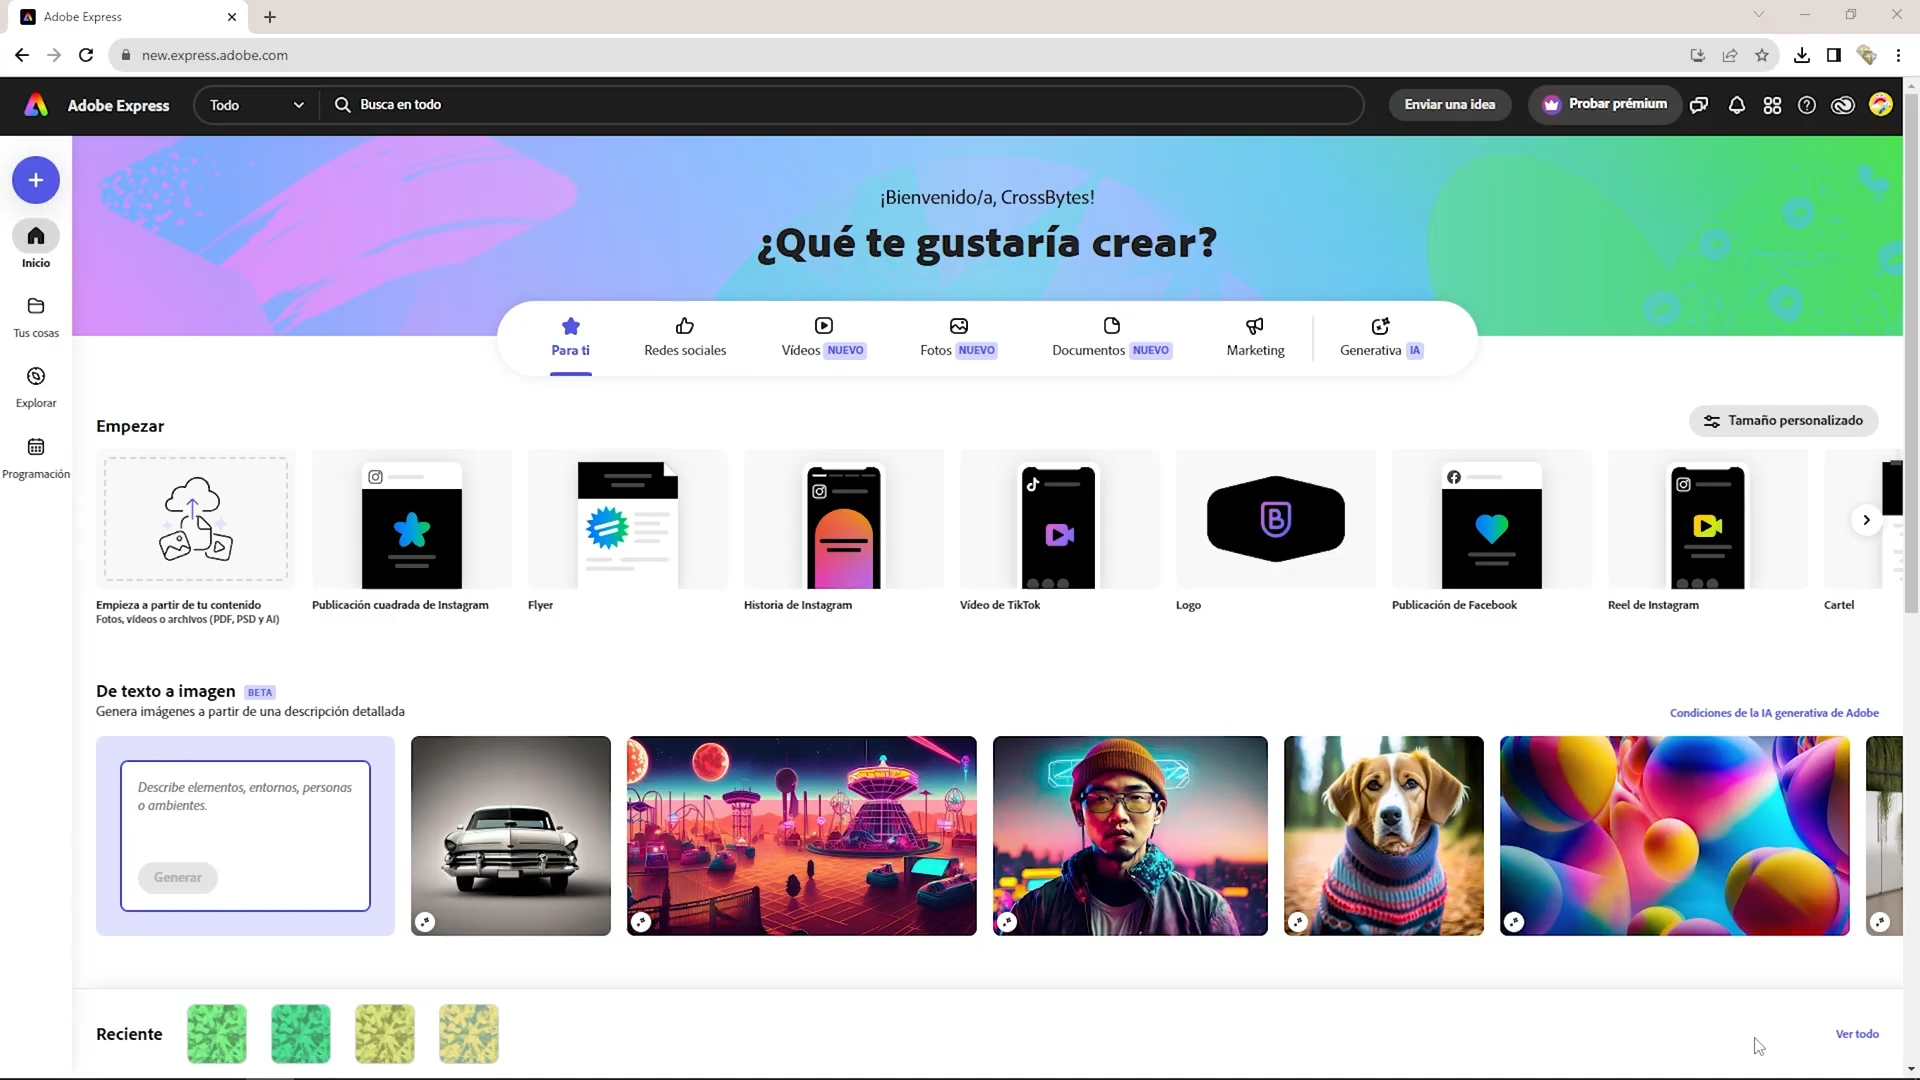 Adobe Express
new.express.adobe.com
Adobe Express
Todo
Busca en todo
Enviar una idea
Probar prémium
¡Bienvenido/a, CrossBytes!
¿Qué te gustaría crear?
Inicio
Tus cosas
Explorar
Programación
Para ti
Redes sociales
Vídeos NUEVO
Fotos NUEVO
Documentos NUEVO
Marketing
Generativa IA
Empezar
Tamaño personalizado
B
Empieza a partir de tu contenido
Fotos, vídeos o archivos (PDF, PSD y AI)
Publicación cuadrada de Instagram
Flyer
Historia de Instagram
Vídeo de TikTok
Logo
Publicación de Facebook
Reel de Instagram
Cartel
De texto a imagen BETA
Genera imágenes a partir de una descripción detallada
Condiciones de la IA generativa de Adobe
Describe elementos, entornos, personas
o ambientes.
Generar
Reciente
Ver todo